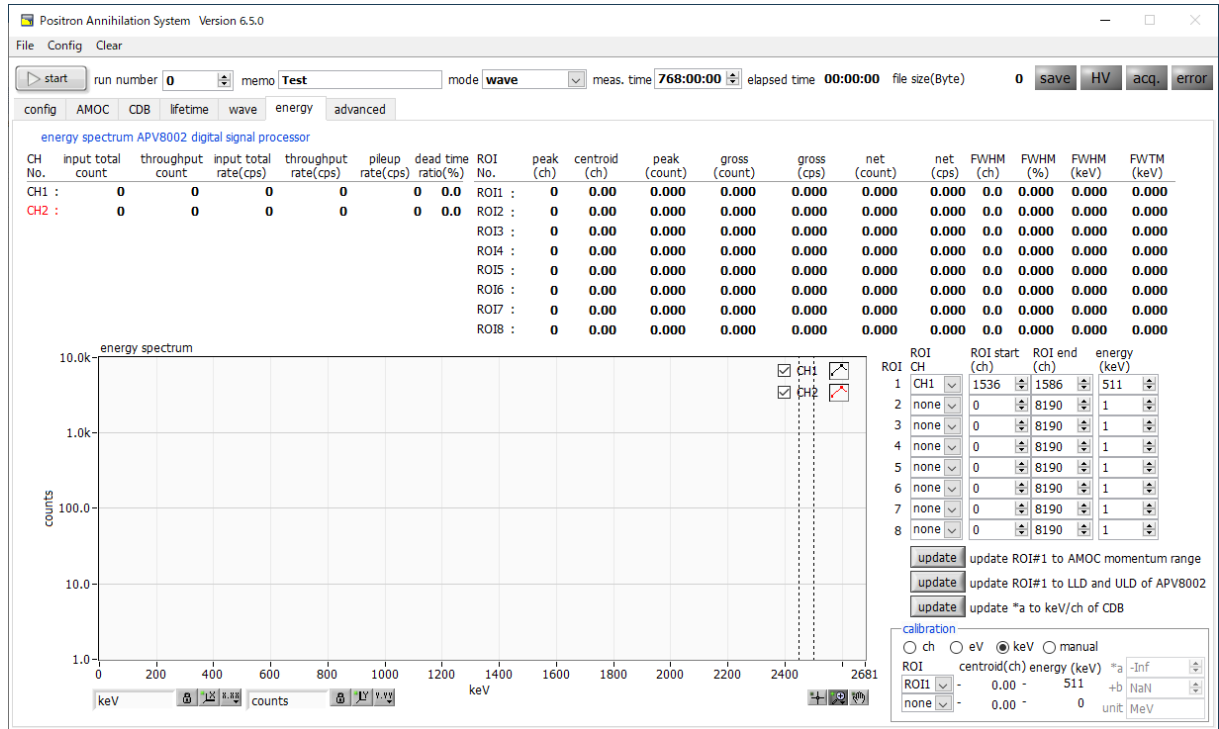 Positron Annihilation System Version 6.5.0
File Config Clear
start run number 0 memo Test mode wave meas. time 768:00:00 elapsed time 00:00:00 file size(Byte) 0 save HV acq. error
config AMOC CDB lifetime wave energy advanced
energy spectrum APV8002 digital signal processor
CH No. input total count throughput count input total rate(cps) throughput rate(cps) pileup rate(cps) dead time ratio(%) ROI No. peak (ch) centroid (ch) peak (count) gross (count) gross (cps) net (count) net (cps) FWHM (ch) FWHM (%) FWHM (keV) FWTM (keV)
CH1 : 0 0 0 0 0 0.0 ROI1 : 0 0.00 0.000 0.000 0.000 0.000 0.000 0.0 0.000 0.000 0.000
CH2 : 0 0 0 0 0 0.0 ROI2 : 0 0.00 0.000 0.000 0.000 0.000 0.000 0.0 0.000 0.000 0.000
ROI3 : 0 0.00 0.000 0.000 0.000 0.000 0.000 0.0 0.000 0.000 0.000
ROI4 : 0 0.00 0.000 0.000 0.000 0.000 0.000 0.0 0.000 0.000 0.000
ROI5 : 0 0.00 0.000 0.000 0.000 0.000 0.000 0.0 0.000 0.000 0.000
ROI6 : 0 0.00 0.000 0.000 0.000 0.000 0.000 0.0 0.000 0.000 0.000
ROI7 : 0 0.00 0.000 0.000 0.000 0.000 0.000 0.0 0.000 0.000 0.000
ROI8 : 0 0.00 0.000 0.000 0.000 0.000 0.000 0.0 0.000 0.000 0.000
energy spectrum
10.0k
1.0k
100.0
10.0
1.0
counts
CH1
CH2
0 200 400 600 800 1000 1200 1400 1600 1800 2000 2200 2400 2681
keV
keV X.XX counts Y.YY
ROI ROI CH ROI start (ch) ROI end (ch) energy (keV)
1 CH1 1536 1586 511
2 none 0 8190 1
3 none 0 8190 1
4 none 0 8190 1
5 none 0 8190 1
6 none 0 8190 1
7 none 0 8190 1
8 none 0 8190 1
update update ROI#1 to AMOC momentum range
update update ROI#1 to LLD and ULD of APV8002
update update *a to keV/ch of CDB
calibration
ch eV keV manual
ROI centroid(ch) energy (keV) *a -Inf
ROI1 - 0.00 - 511 +b NaN
none - 0.00 - 0 unit MeV